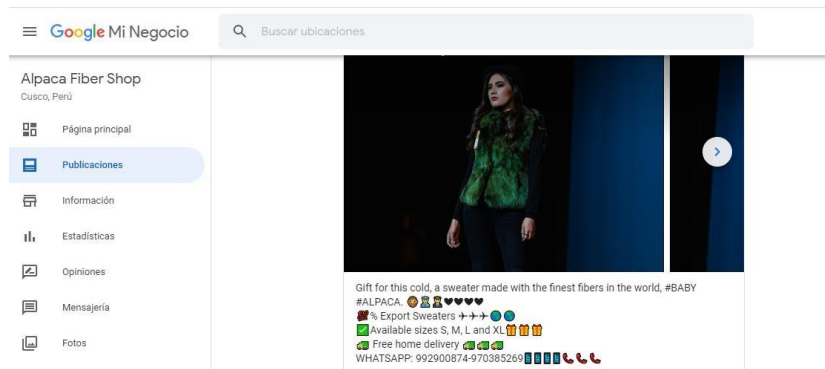 Google Mi Negocio
Buscar ubicaciones
Alpaca Fiber Shop
Cusco, Perú
Página principal
Publicaciones
Información
Estadísticas
Opiniones
Mensajería
Fotos
Gift for this cold, a sweater made with the finest fibers in the world, #BABY
#ALPACA.
% Export Sweaters
Available sizes S, M, L and XL
Free home delivery
WHATSAPP: 992900874-970385269